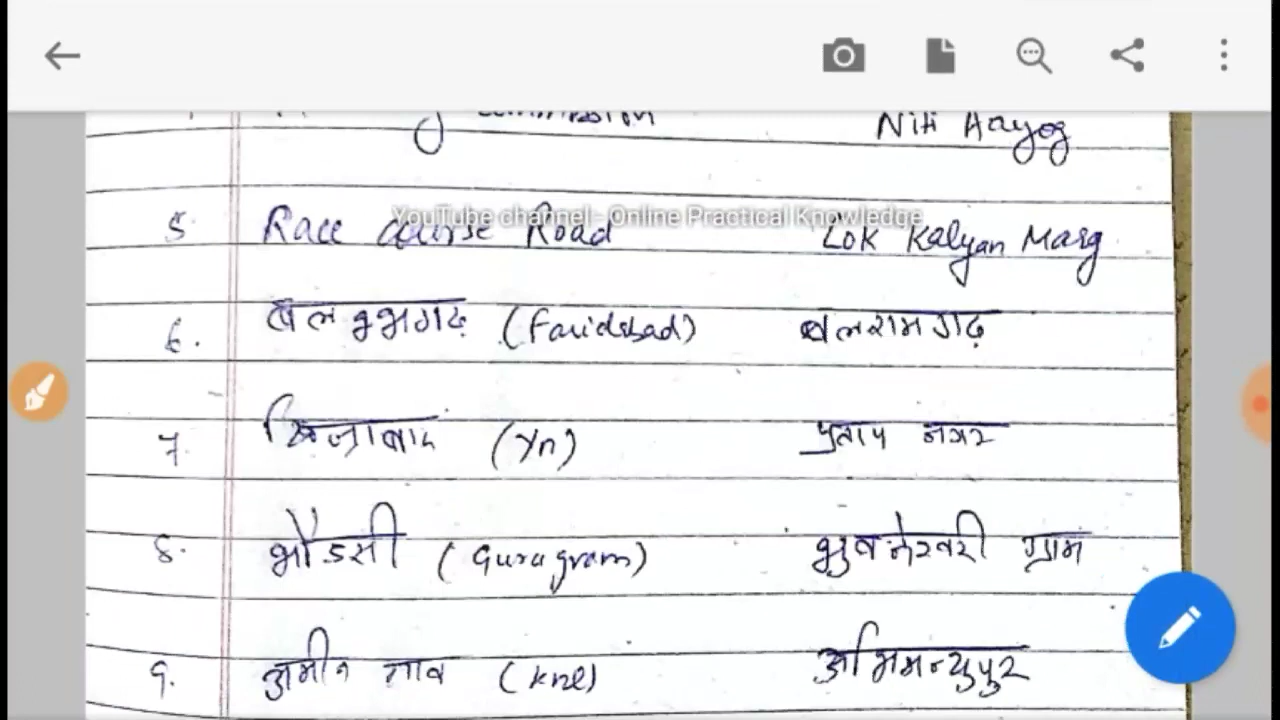 Niti Aayog
YouTube channel - Online Practical Knowledge
5 Race course Road Lok Kalyan Marg
6. बल्लभगढ़ (Faridabad) बलरामगढ़
7. खिज्राबाद (Yn) प्रताप नगर
8. भोंडसी (Gurugram) भुवनेश्वरी ग्राम
9. अमीन गाव (knl) अभिमन्युपुर